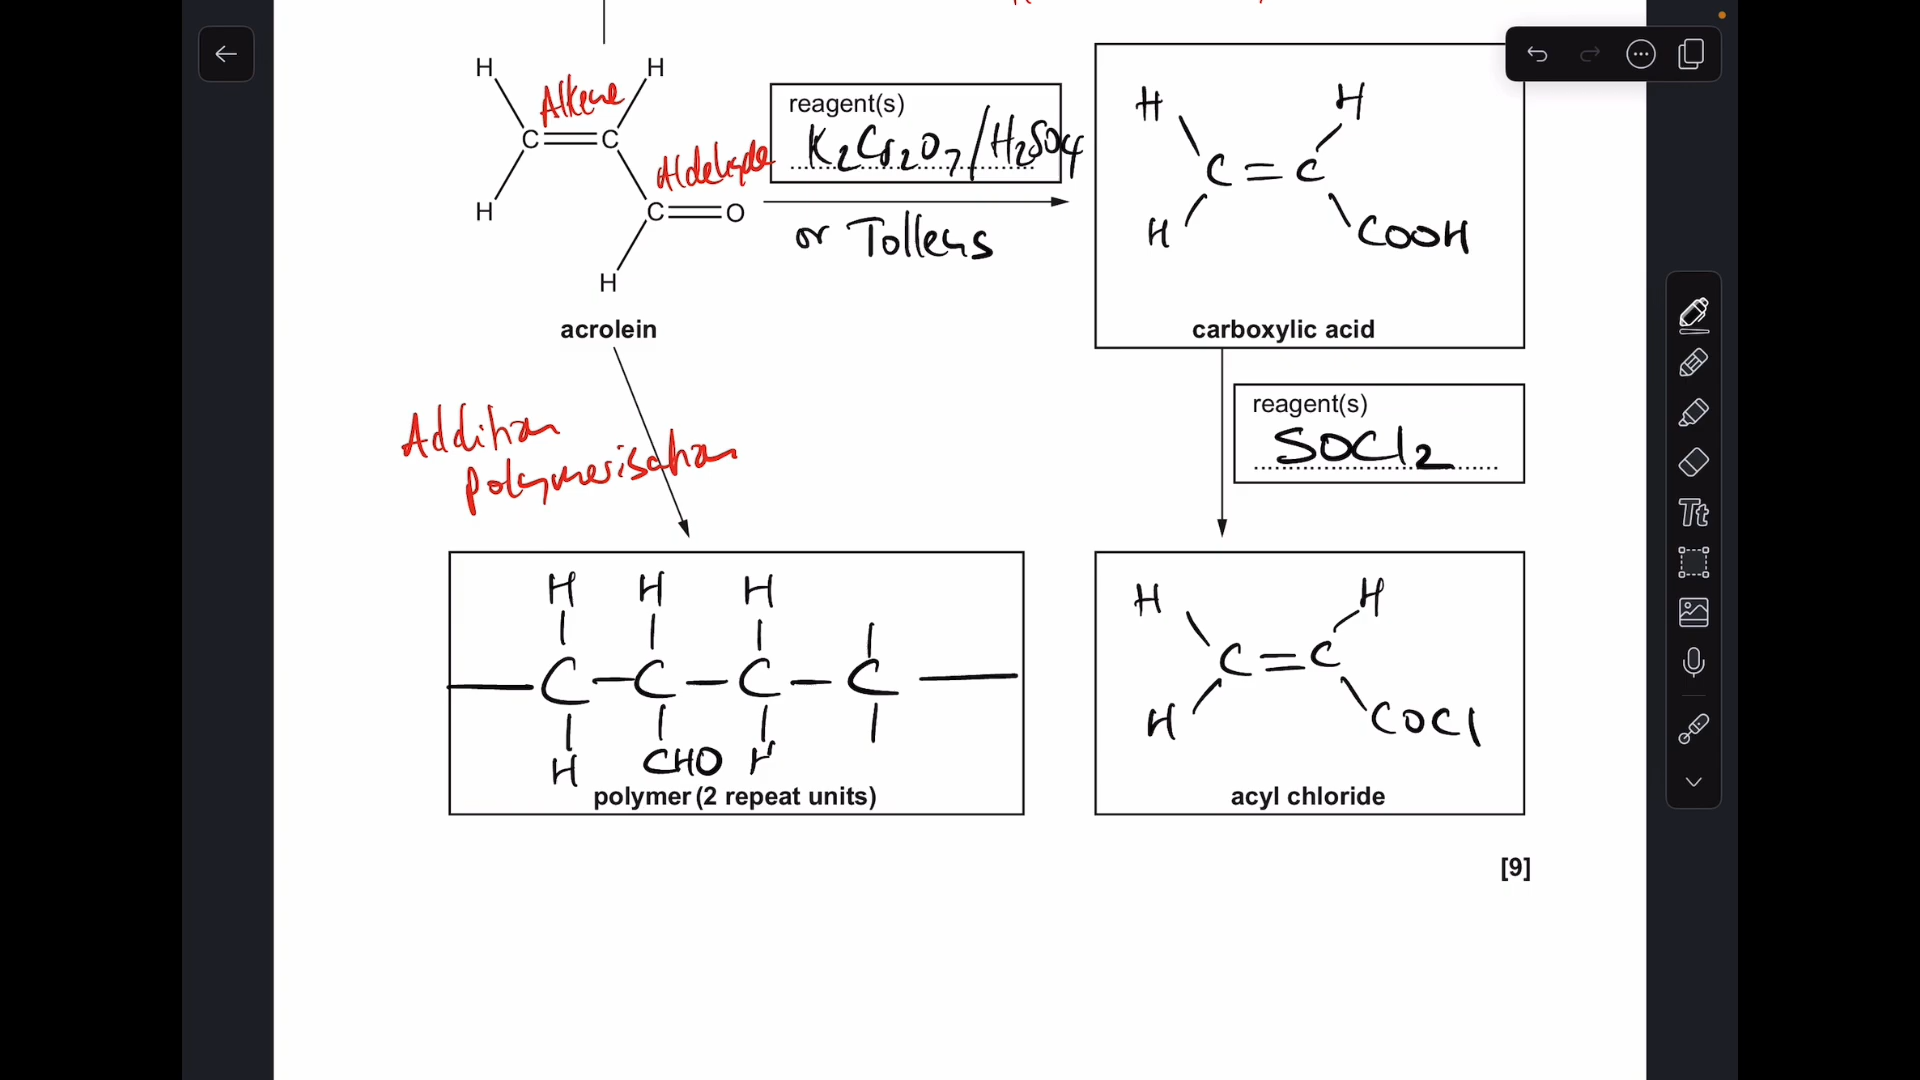 H H
Alkene
C=C
Aldehyde
H C=O
H
acrolein
reagent(s)
K2Cr2O7/H2SO4
or Tollens
H H
C=C
H COOH
carboxylic acid
Addition
polymerisation
reagent(s)
SOCl2
H H H
C-C-C-C
H CHO H
polymer (2 repeat units)
H H
C=C
H COCl
acyl chloride
[9]
Tt